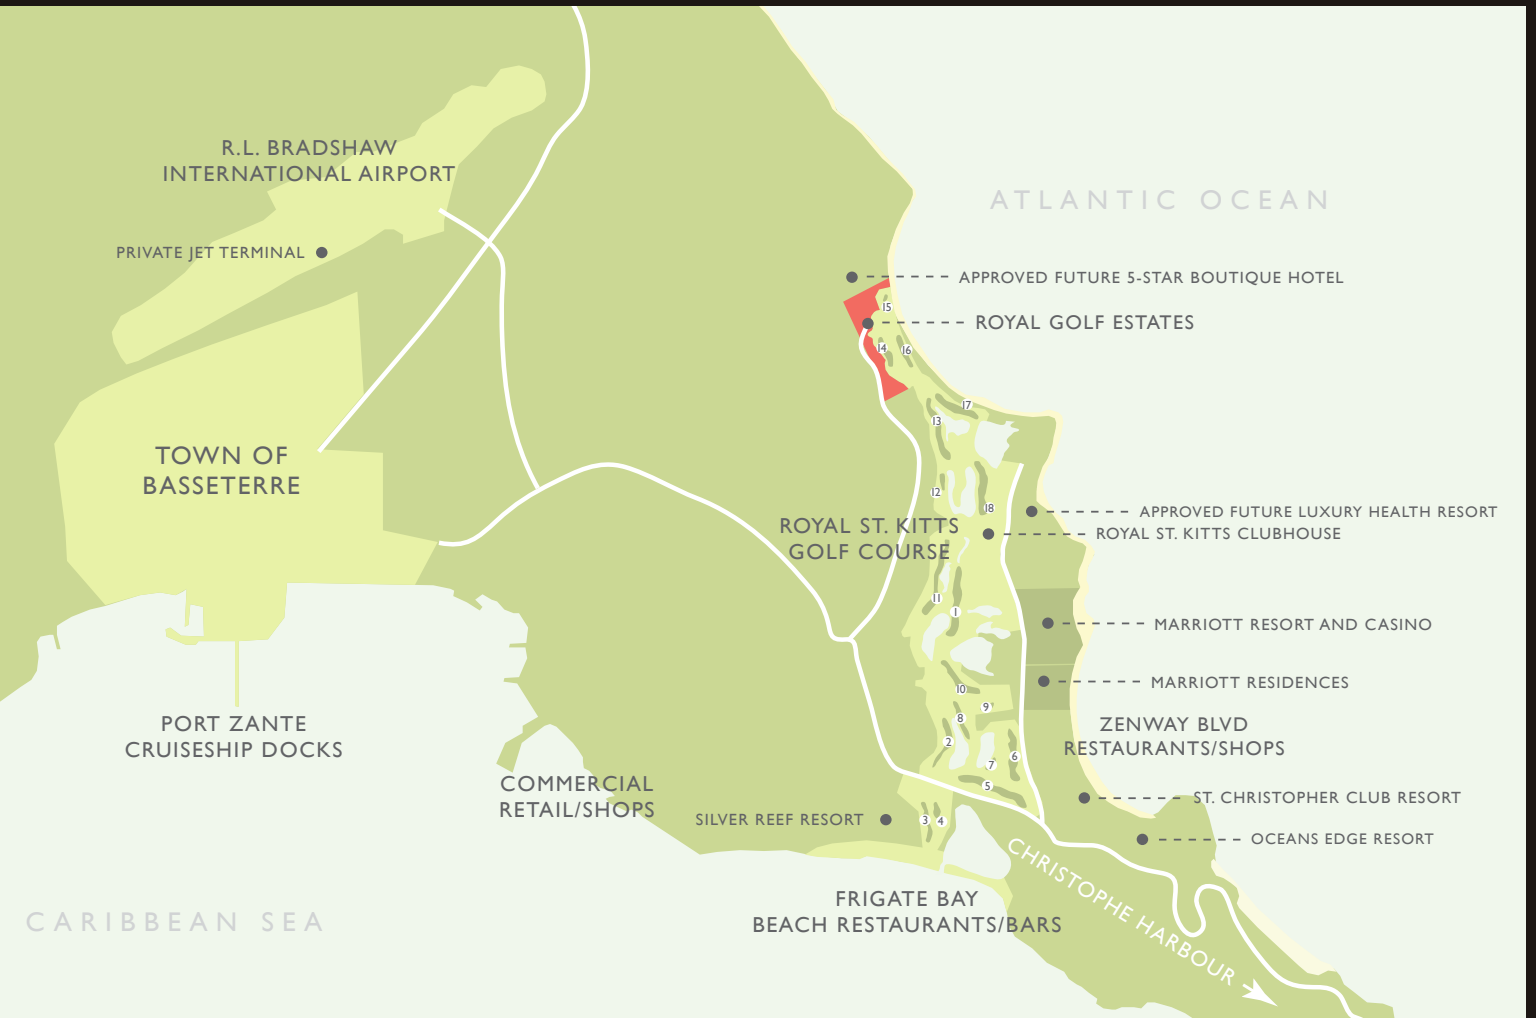 R.L. BRADSHAW
INTERNATIONAL AIRPORT
ATLANTIC OCEAN
PRIVATE JET TERMINAL
APPROVED FUTURE 5-STAR BOUTIQUE HOTEL
15
ROYAL GOLF ESTATES
14
16
17
13
TOWN OF
BASSETERRE
12
18
APPROVED FUTURE LUXURY HEALTH RESORT
ROYAL ST. KITTS
GOLF COURSE
ROYAL ST. KITTS CLUBHOUSE
11
1
MARRIOTT RESORT AND CASINO
10
MARRIOTT RESIDENCES
9
8
PORT ZANTE
CRUISESHIP DOCKS
ZENWAY BLVD
RESTAURANTS/SHOPS
2
6
7
5
COMMERCIAL
RETAIL/SHOPS
ST. CHRISTOPHER CLUB RESORT
SILVER REEF RESORT
3
4
OCEANS EDGE RESORT
CHRISTOPHE HARBOUR
FRIGATE BAY
BEACH RESTAURANTS/BARS
CARIBBEAN SEA